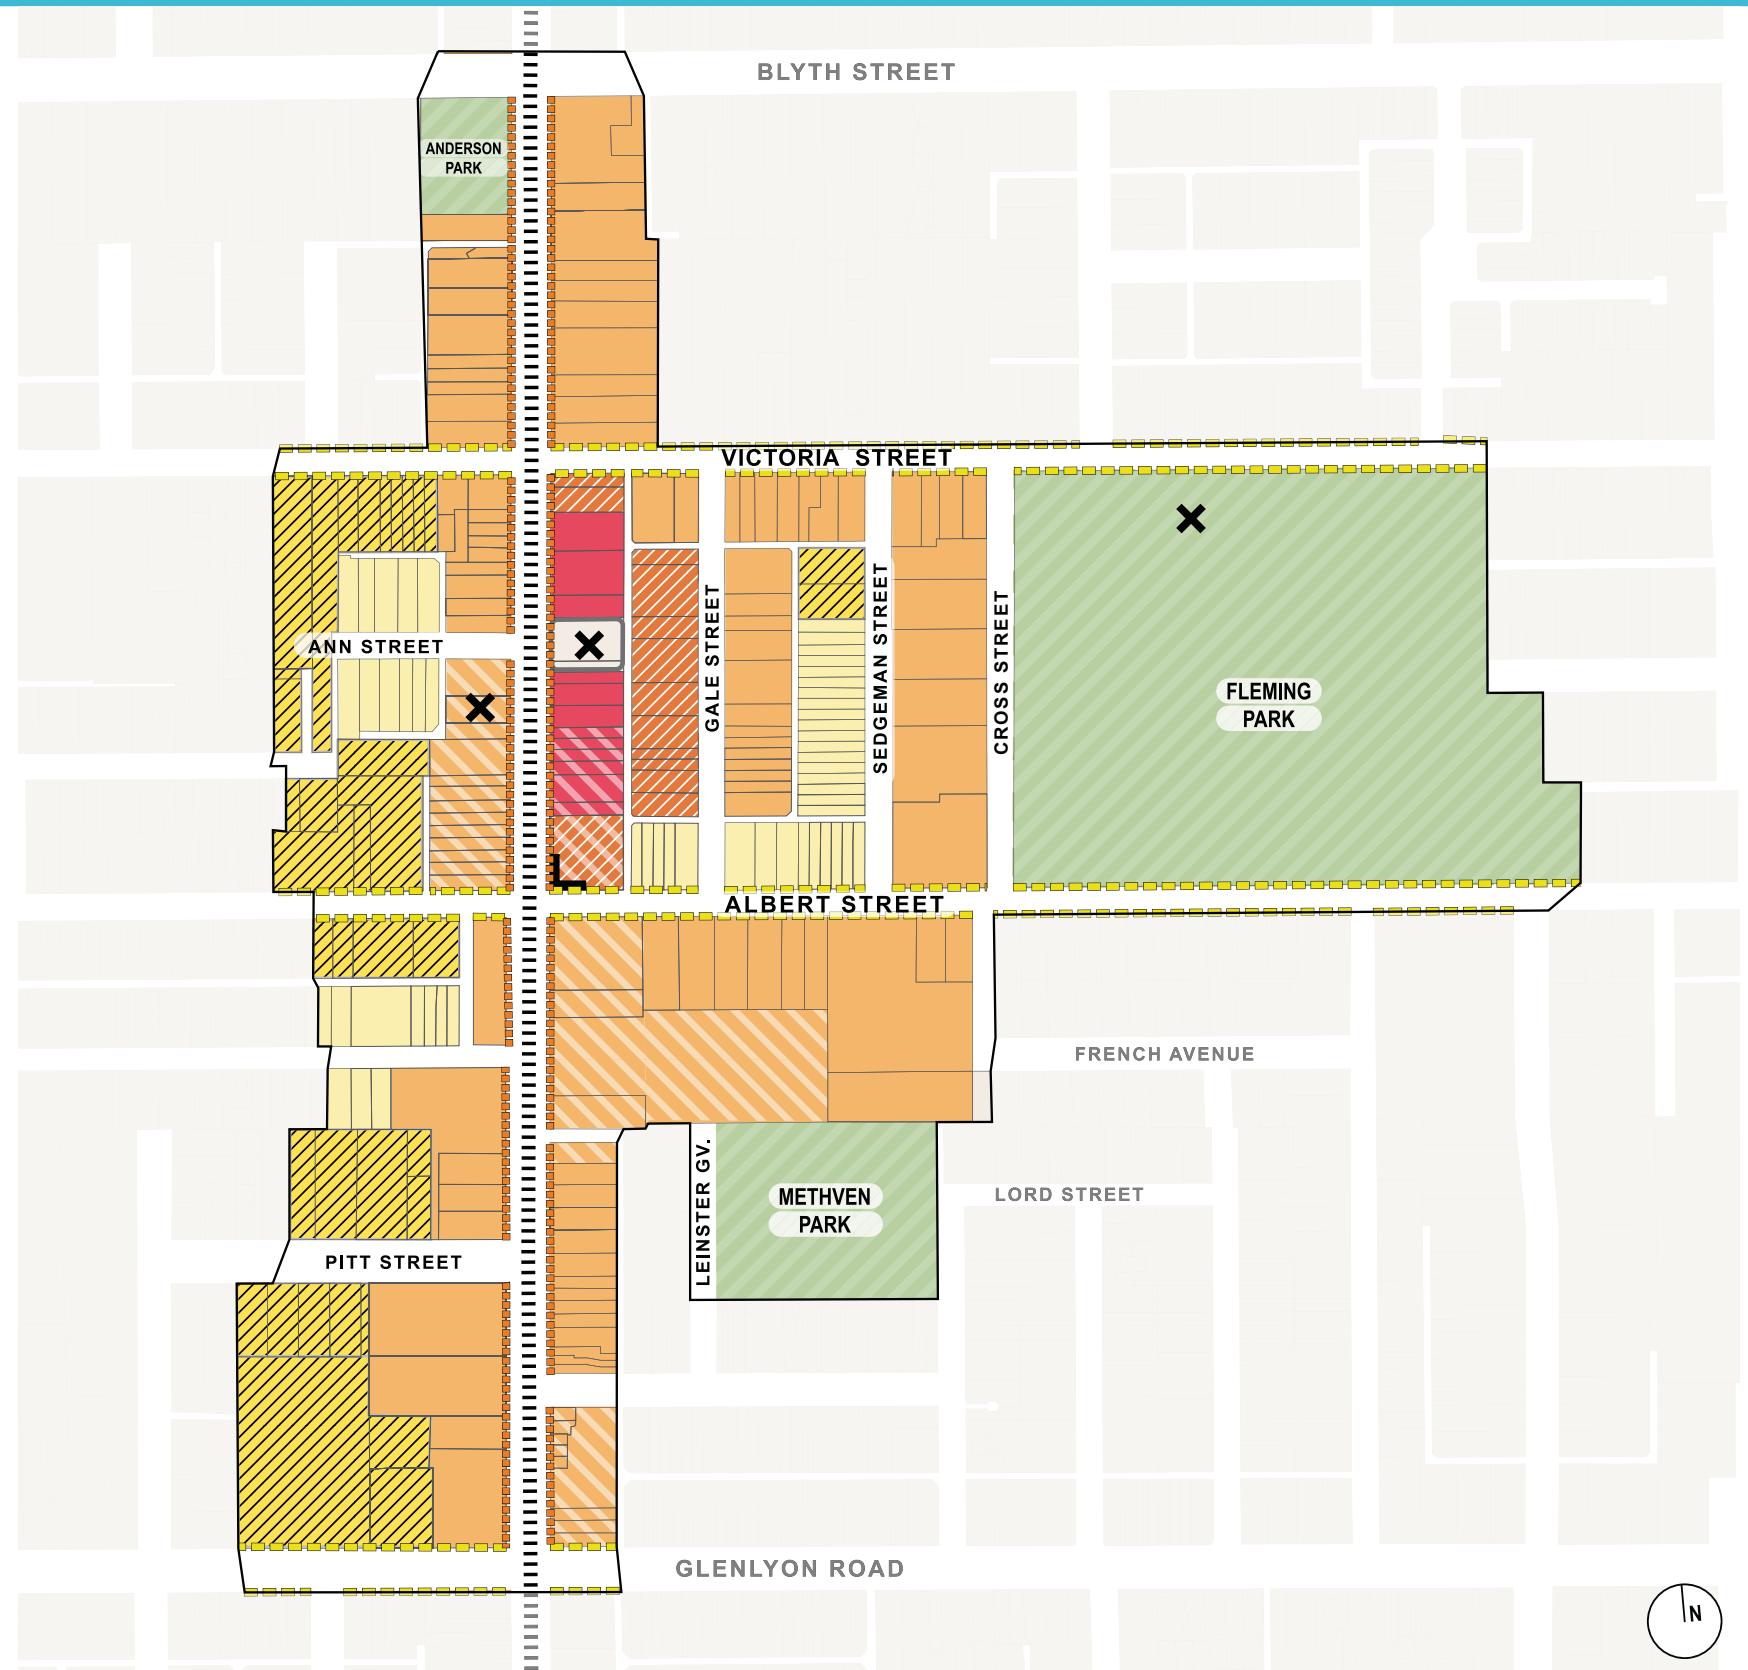 BLYTH STREET
ANDERSON
PARK
VICTORIA STREET
ANN STREET
GALE STREET
SEDGEMAN STREET
CROSS STREET
FLEMING
PARK
ALBERT STREET
FRENCH AVENUE
LEINSTER GV.
METHVEN
PARK
LORD STREET
PITT STREET
GLENLYON ROAD
N